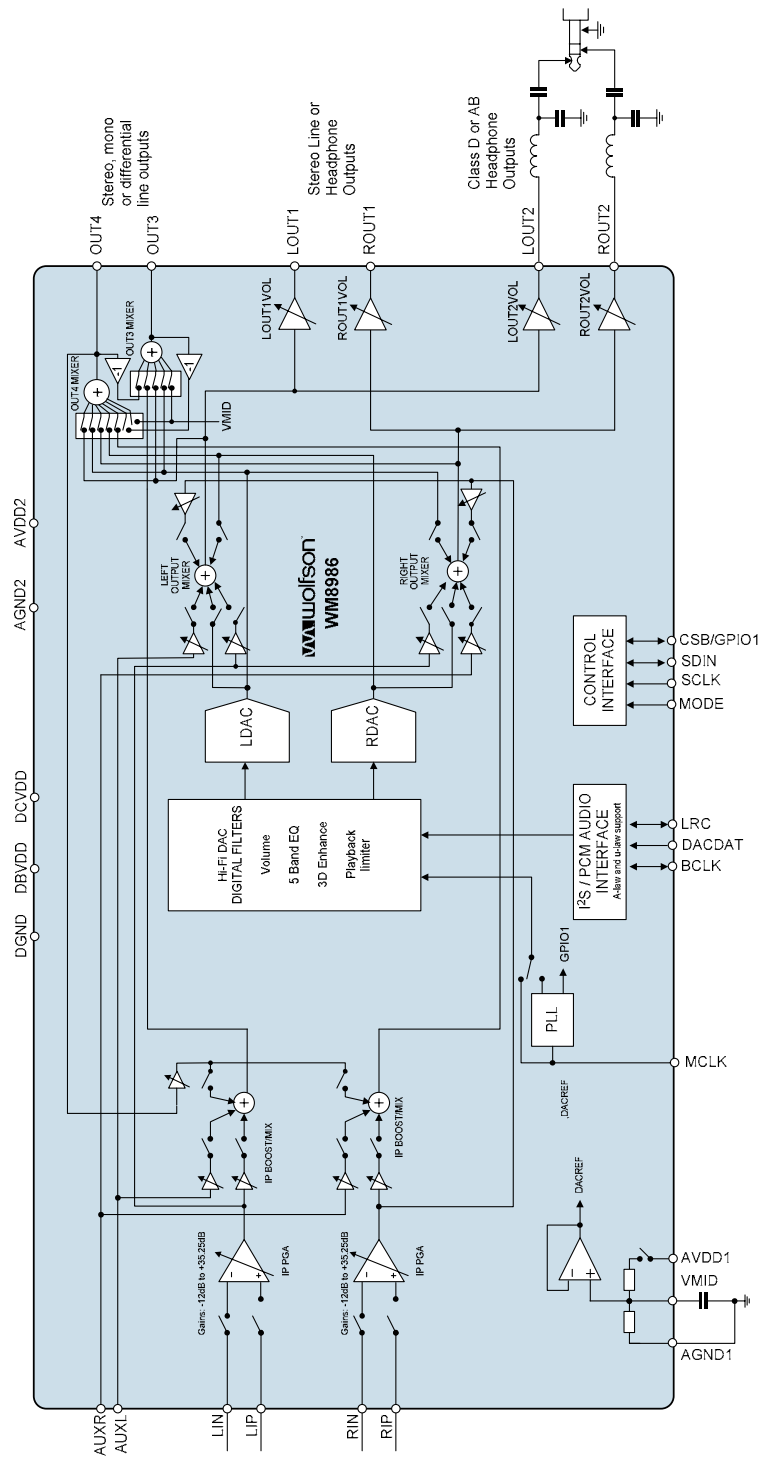 OUT4
Stereo, mono
or differential
line outputs
OUT3
LOUT1
Stereo Line or
Headphone
Outputs
ROUT1
LOUT2
Class D or AB
Headphone
Outputs
ROUT2
OUT4 MIXER
-1
OUT3 MIXER
-1
VMID
LOUT1VOL
ROUT1VOL
LOUT2VOL
ROUT2VOL
AVDD2
AGND2
DCVDD
DBVDD
DGND
LEFT
OUTPUT
MIXER
wolfson
WM8986
RIGHT
OUTPUT
MIXER
LDAC
RDAC
Hi-Fi DAC
DIGITAL FILTERS
Volume
5 Band EQ
3D Enhance
Playback
limiter
CONTROL
INTERFACE
CSB/GPIO1
SDIN
SCLK
MODE
I2S / PCM AUDIO
INTERFACE
A-law and u-law support
LRC
DACDAT
BCLK
GPIO1
PLL
MCLK
,DACREF
DACREF
IP BOOST/MIX
IP BOOST/MIX
Gains: -12dB to +35.25dB
IP PGA
Gains: -12dB to +35.25dB
IP PGA
AVDD1
VMID
AGND1
AUXR
AUXL
LIN
LIP
RIN
RIP